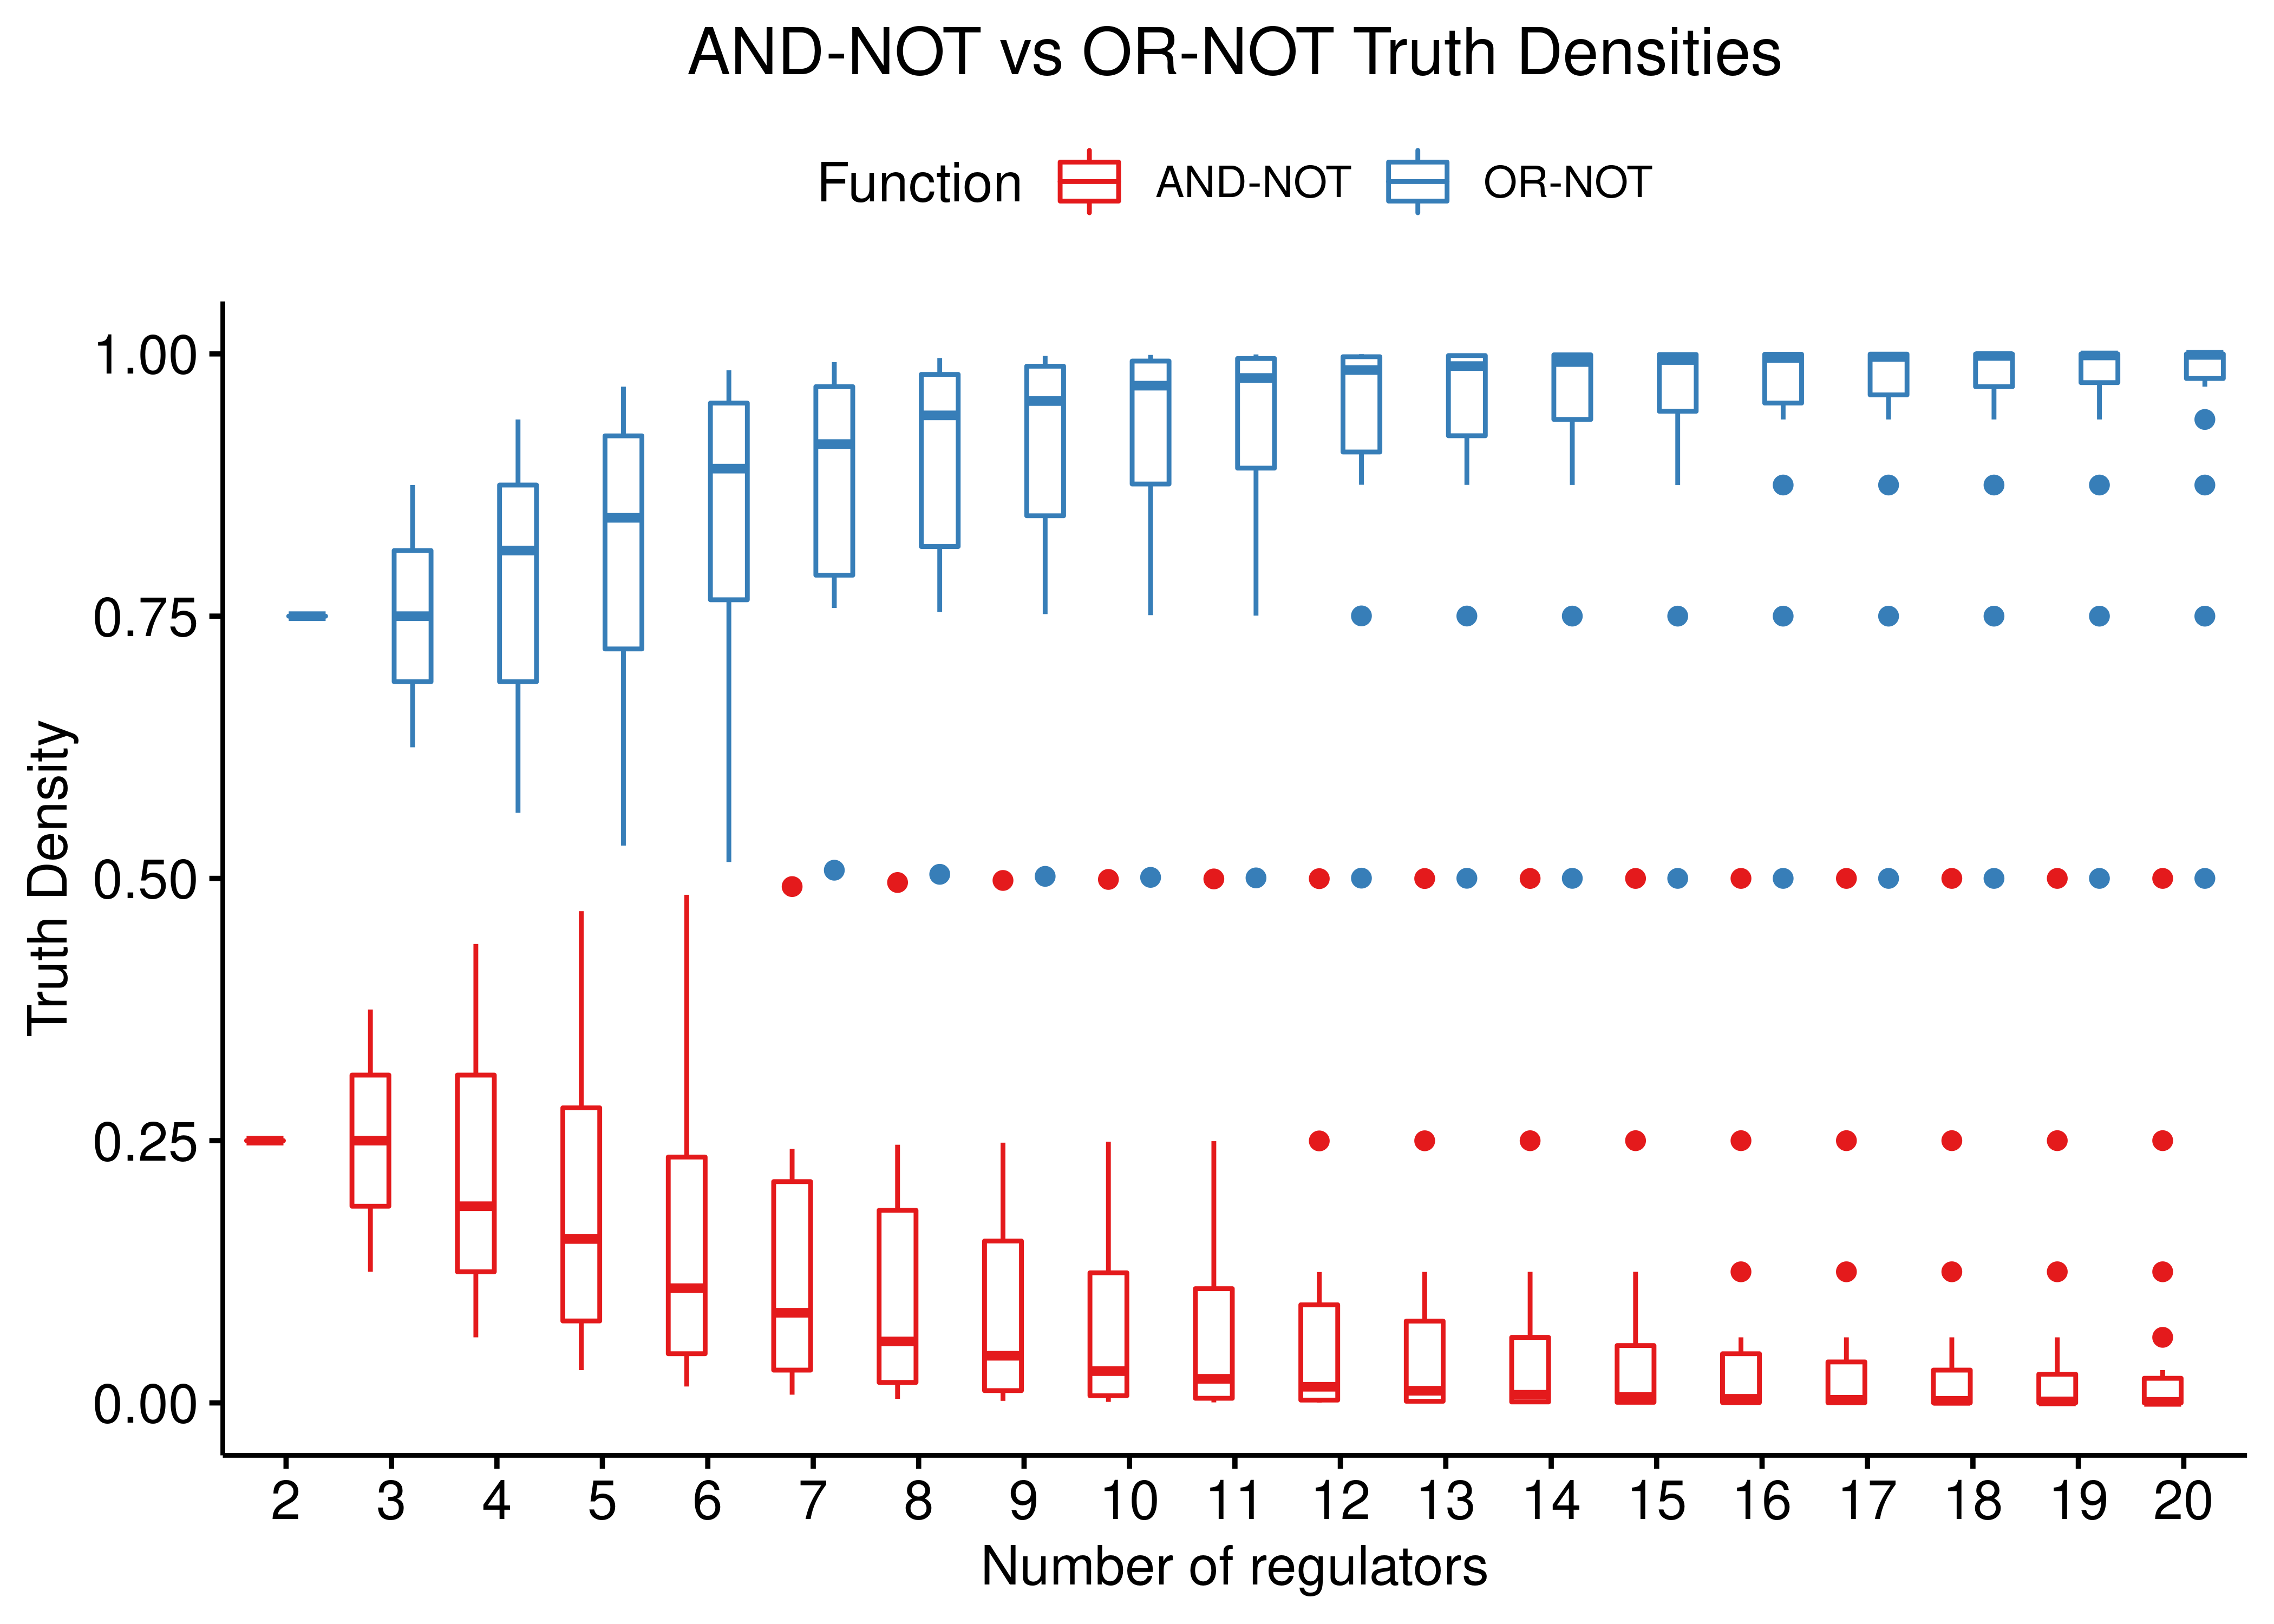 AND-NOT vs OR-NOT Truth Densities
Function AND-NOT OR-NOT
Truth Density
1.00
0.75
0.50
0.25
0.00
2 3 4 5 6 7 8 9 10 11 12 13 14 15 16 17 18 19 20
Number of regulators